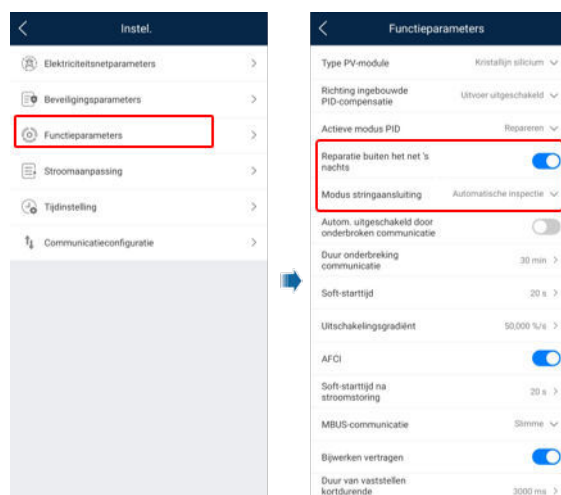 Instel.
Elektriciteitsnetparameters
Beveiligingsparameters
Functieparameters
Stroomaanpassing
Tijdinstelling
Communicatieconfiguratie
Functieparameters
Type PV-module
Kristallijn silicium
Richting ingebouwde
PID-compensatie
Uitvoer uitgeschakeld
Actieve modus PID
Repareren
Reparatie buiten het net 's
nachts
Modus stringaansluiting
Automatische inspectie
Autom. uitgeschakeld door
onderbroken communicatie
Duur onderbreking
communicatie
30 min
Soft-starttijd
20 s
Uitschakelingsgradiënt
50,000 %/s
AFCI
Soft-starttijd na
stroomstoring
20 s
MBUS-communicatie
Slimme
Bijwerken vertragen
Duur van vaststellen
kortdurende
3000 ms